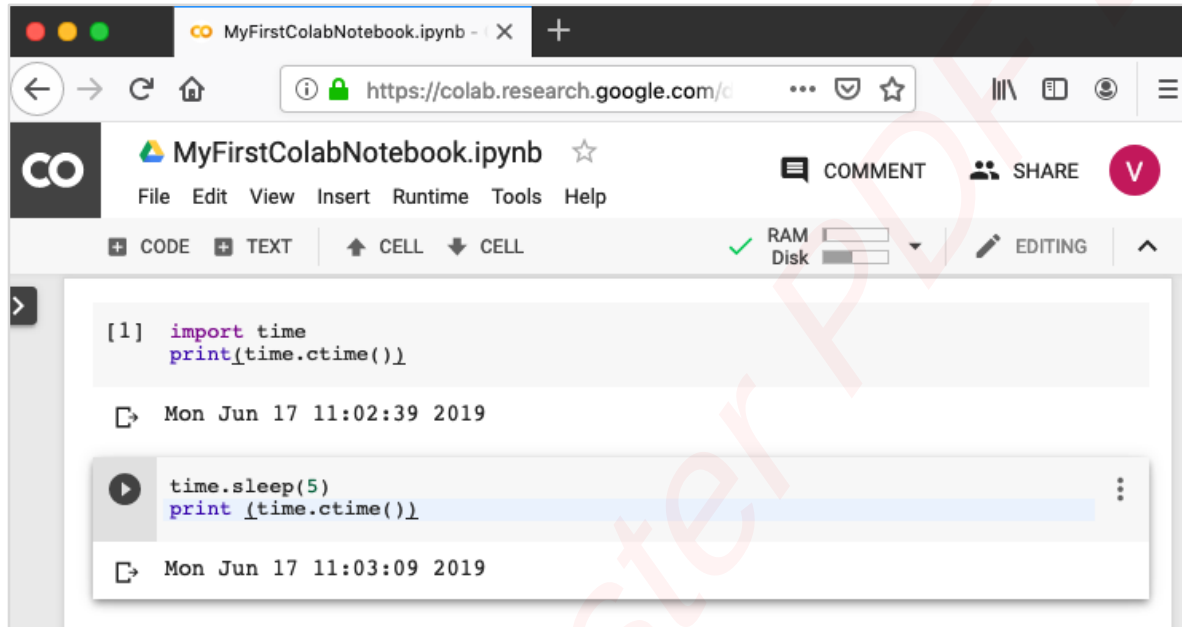 CO MyFirstColabNotebook.ipynb -
https://colab.research.google.com/d
CO MyFirstColabNotebook.ipynb
COMMENT SHARE V
File Edit View Insert Runtime Tools Help
CODE TEXT CELL CELL RAM Disk EDITING
[1] import time
print(time.ctime())
Mon Jun 17 11:02:39 2019
time.sleep(5)
print (time.ctime())
Mon Jun 17 11:03:09 2019